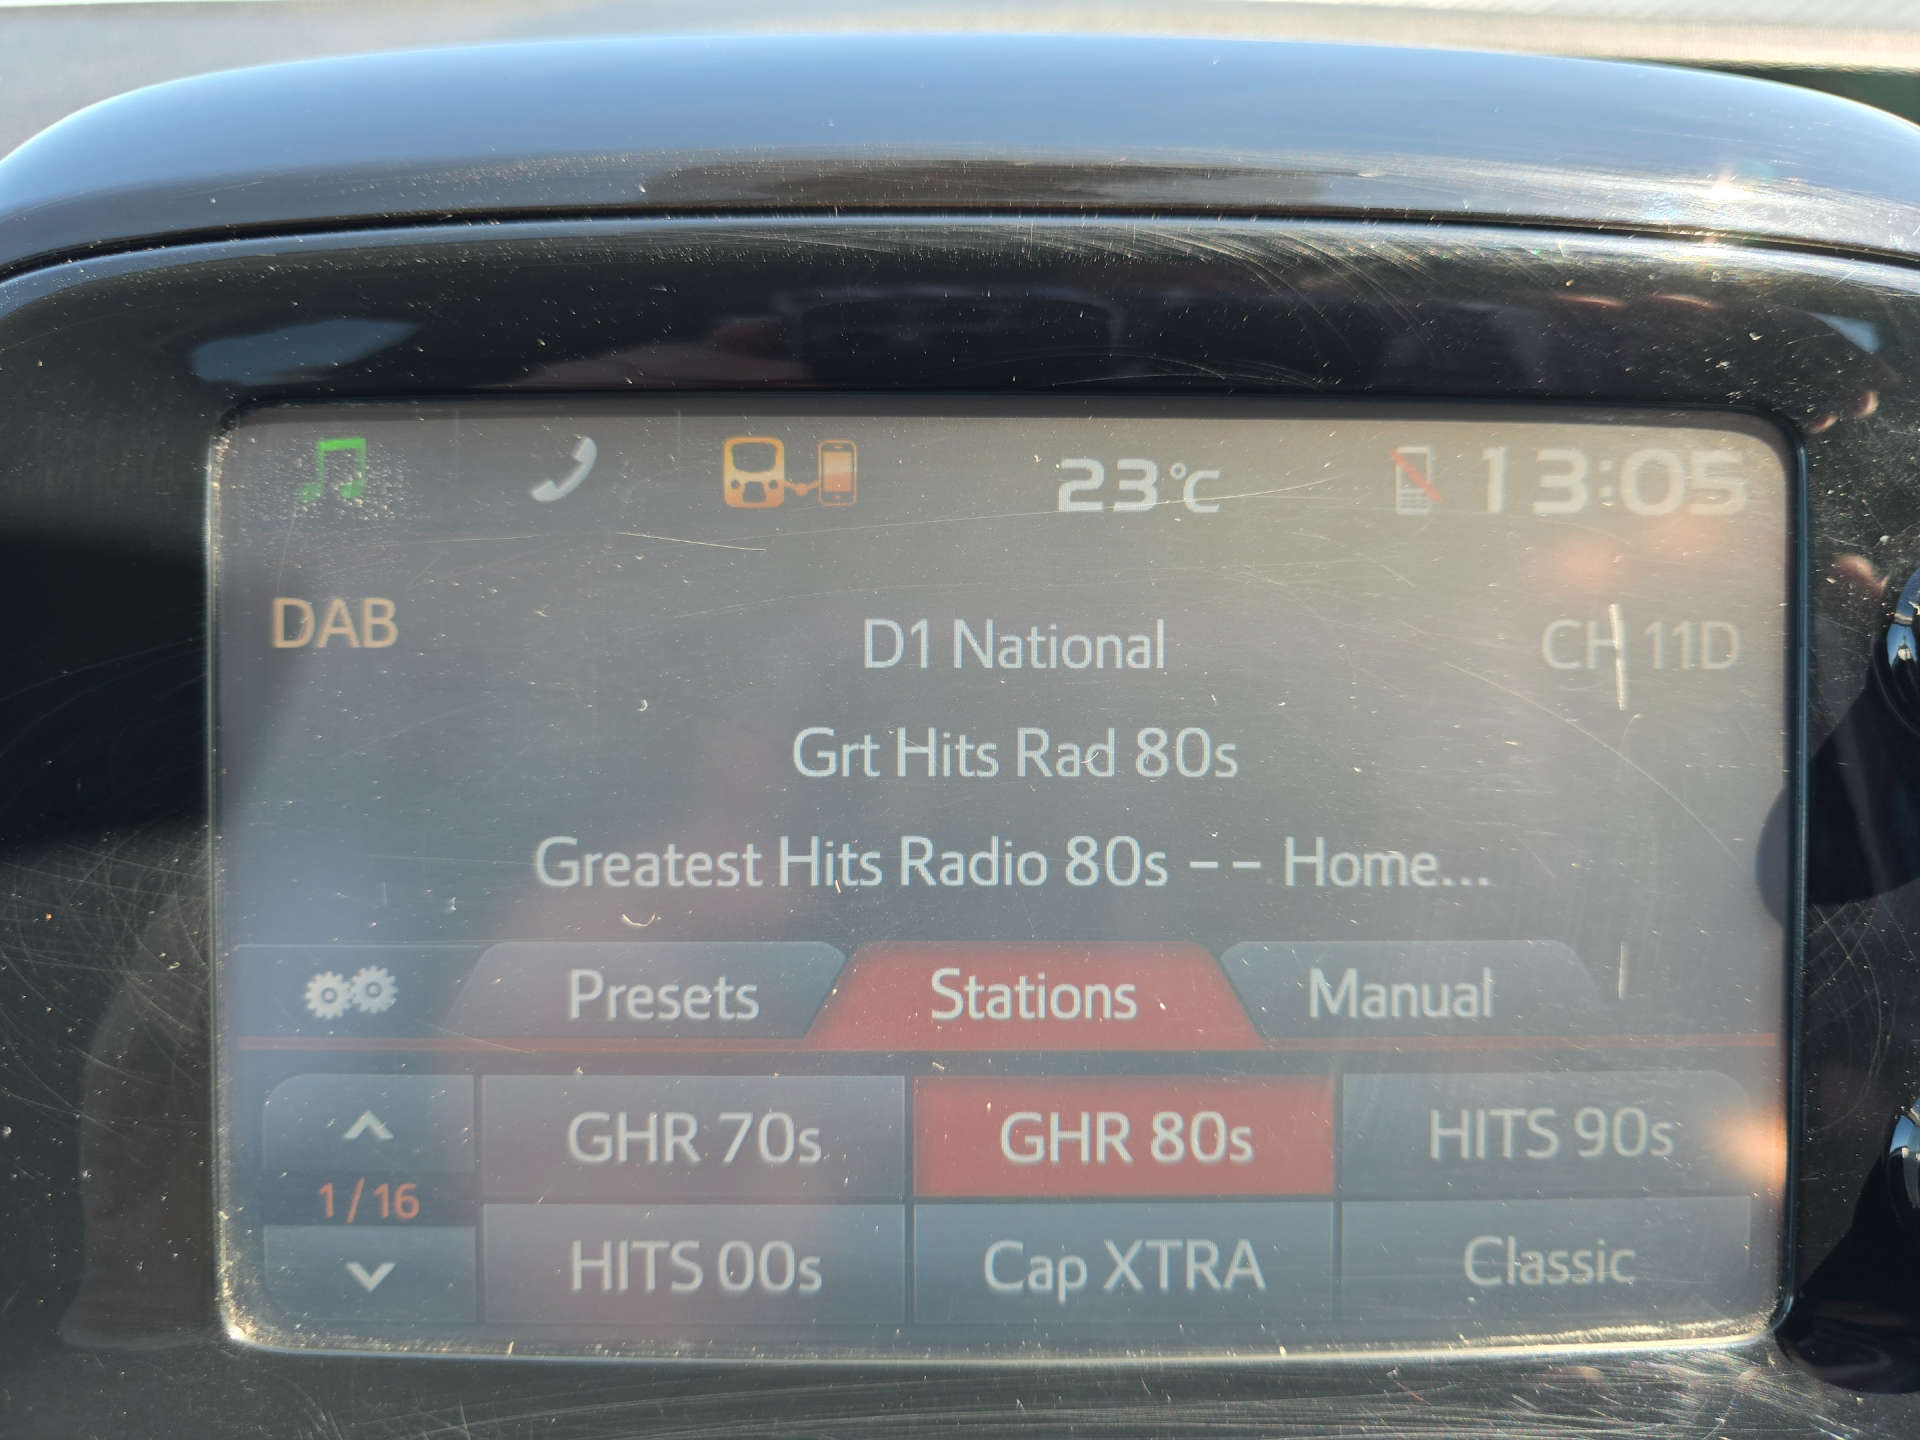 23°C
13:05
DAB
D1 National
CH 11D
Grt Hits Rad 80s
Greatest Hits Radio 80s -- Home...
Presets
Stations
Manual
GHR 70s
GHR 80s
HITS 90s
1/16
HITS 00s
Cap XTRA
Classic